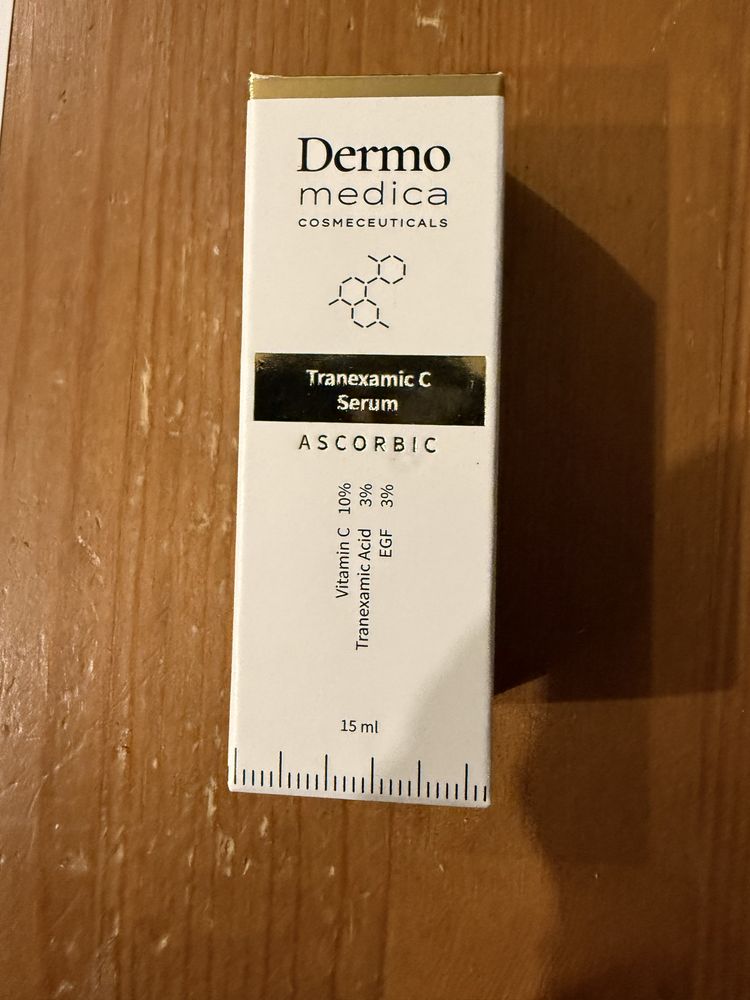 Dermo
medica
COSMECEUTICALS
Tranexamic C
Serum
ASCORBIC
Vitamin C 10%
Tranexamic Acid 3%
EGF 3%
15 ml